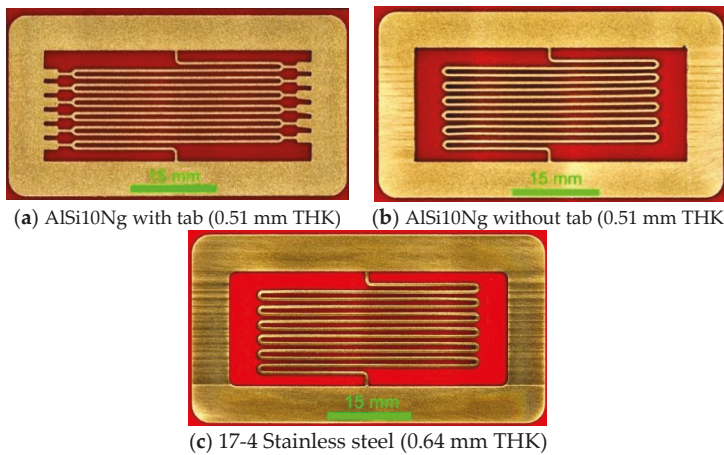 15 mm
15 mm
(a) AlSi10Ng with tab (0.51 mm THK)
(b) AlSi10Ng without tab (0.51 mm THK
15 mm
(c) 17-4 Stainless steel (0.64 mm THK)